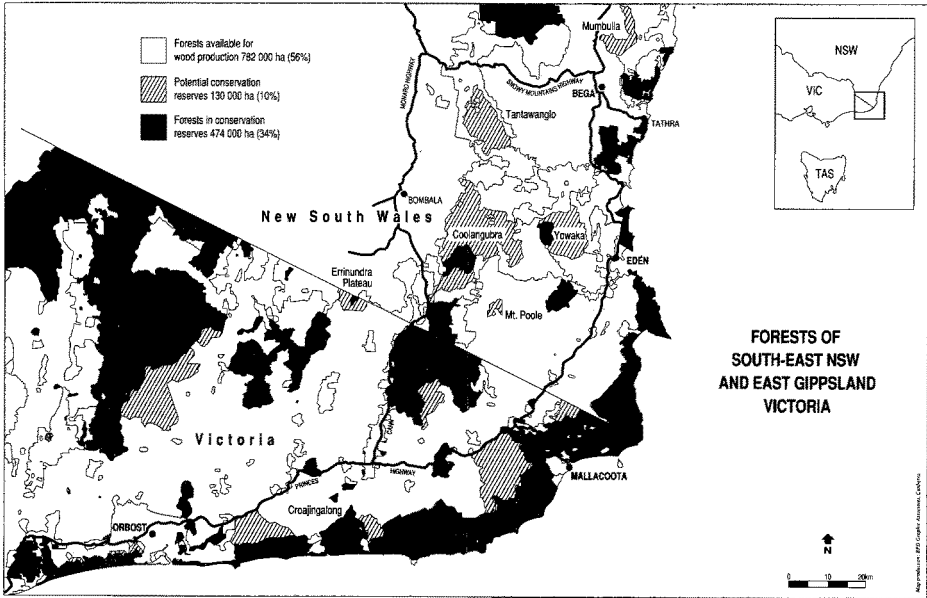 Forests available for
wood production 782 000 ha (56%)
Potential conservation
reserves 130 000 ha (10%)
Forests in conservation
reserves 474 000 ha (34%)
Mumbulla
MONARO HIGHWAY
SNOWY MOUNTAINS HIGHWAY
BEGA
Tantawanglo
TATHRA
NSW
VIC
TAS
BOMBALA
New South Wales
Coolangubra
Yowaka
EDEN
Errinundra
Plateau
Mt. Poole
FORESTS OF
SOUTH-EAST NSW
AND EAST GIPPSLAND
VICTORIA
Victoria
CANN
PRINCES
HIGHWAY
MALLACOOTA
Croajingalong
ORBOST
N
0 10 20km